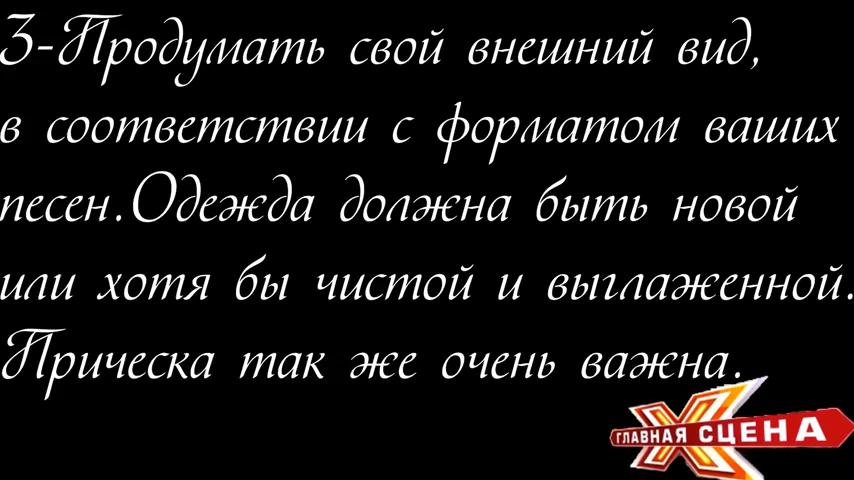 3-Продумать свой внешний вид,
в соответствии с форматом ваших
песен.Одежда должна быть новой
или хотя бы чистой и выглаженной.
Прическа так же очень важна.
ГЛАВНАЯ СЦЕНА